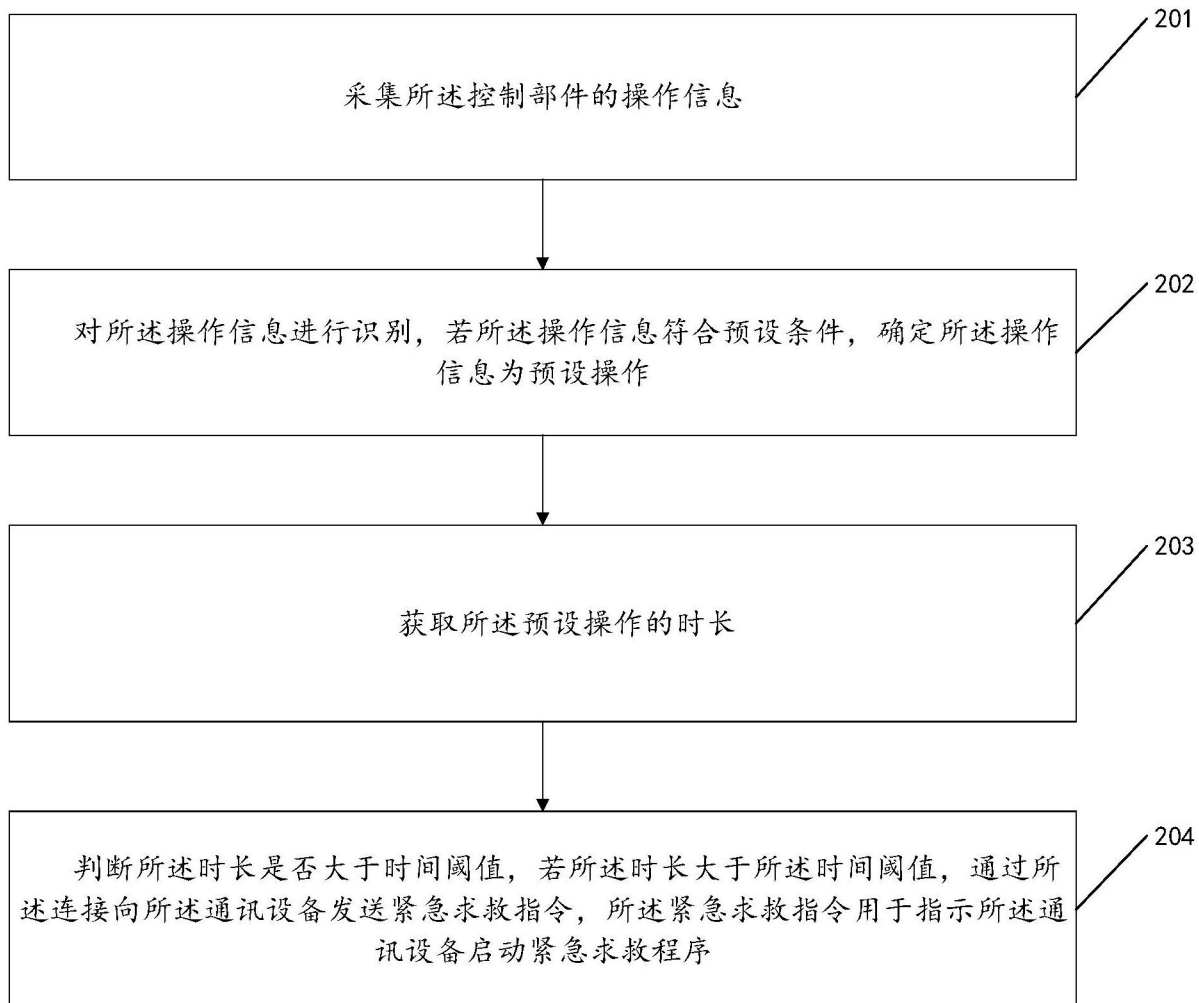 201
采集所述控制部件的操作信息
202
对所述操作信息进行识别，若所述操作信息符合预设条件，确定所述操作
信息为预设操作
203
获取所述预设操作的时长
204
判断所述时长是否大于时间阈值，若所述时长大于所述时间阈值，通过所
述连接向所述通讯设备发送紧急求救指令，所述紧急求救指令用于指示所述通
讯设备启动紧急求救程序